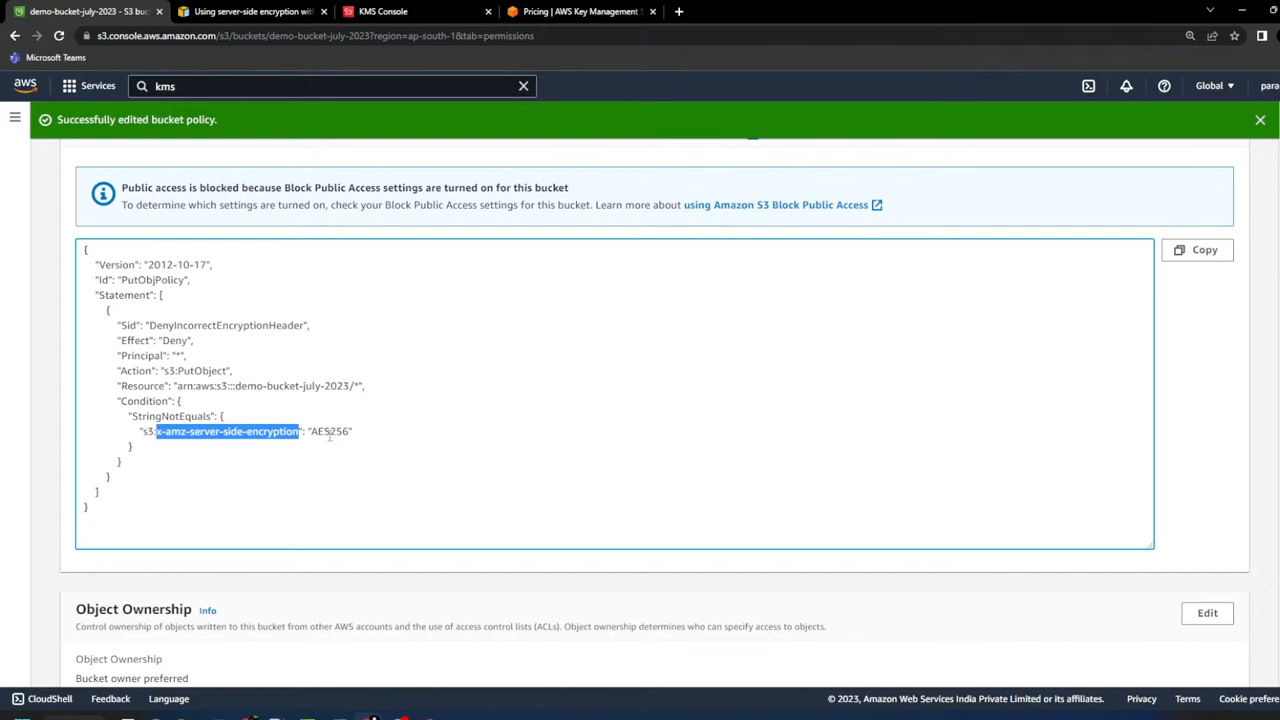 demo-bucket-july-2023 - S3 buc
Using server-side encryption with
KMS Console
Pricing | AWS Key Management S
s3.console.aws.amazon.com/s3/buckets/demo-bucket-july-2023?region=ap-south-1&tab=permissions
Microsoft Teams
aws
Services
kms
Global
para
Successfully edited bucket policy.
Public access is blocked because Block Public Access settings are turned on for this bucket
To determine which settings are turned on, check your Block Public Access settings for this bucket. Learn more about using Amazon S3 Block Public Access
Copy
{
"Version": "2012-10-17",
"Id": "PutObjPolicy",
"Statement": [
{
"Sid": "DenyIncorrectEncryptionHeader",
"Effect": "Deny",
"Principal": "*",
"Action": "s3:PutObject",
"Resource": "arn:aws:s3:::demo-bucket-july-2023/*",
"Condition": {
"StringNotEquals": {
"s3:x-amz-server-side-encryption": "AES256"
}
}
}
]
}
Object Ownership Info
Edit
Control ownership of objects written to this bucket from other AWS accounts and the use of access control lists (ACLs). Object ownership determines who can specify access to objects.
Object Ownership
Bucket owner preferred
CloudShell Feedback Language © 2023, Amazon Web Services India Private Limited or its affiliates. Privacy Terms Cookie prefere